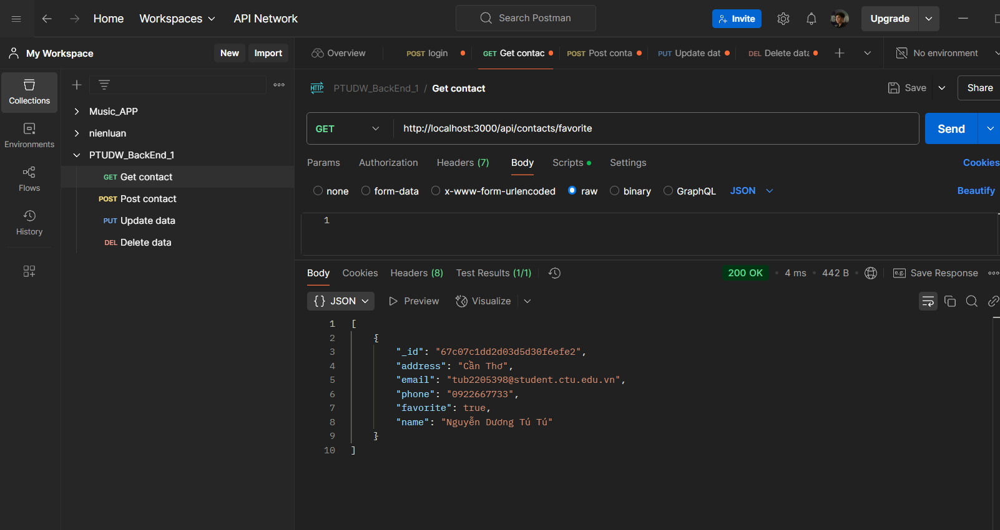 Home Workspaces API Network Search Postman Invite Upgrade
My Workspace New Import Overview POST login GET Get contac POST Post conta PUT Update dat DEL Delete data No environment
Collections
Environments
Flows
History
Music_APP
nienluan
PTUDW_BackEnd_1
GET Get contact
POST Post contact
PUT Update data
DEL Delete data
HTTP PTUDW_BackEnd_1 / Get contact Save Share
GET http://localhost:3000/api/contacts/favorite Send
Params Authorization Headers (7) Body Scripts Settings Cookies
none form-data x-www-form-urlencoded raw binary GraphQL JSON Beautify
1
Body Cookies Headers (8) Test Results (1/1) 200 OK • 4 ms • 442 B • e.g. Save Response
{} JSON Preview Visualize
1 [
2 {
3 "_id": "67c07c1dd2d03d5d30f6efe2",
4 "address": "Cần Thơ",
5 "email": "tub2205398@student.ctu.edu.vn",
6 "phone": "0922667733",
7 "favorite": true,
8 "name": "Nguyễn Dương Tú Tú"
9 }
10 ]